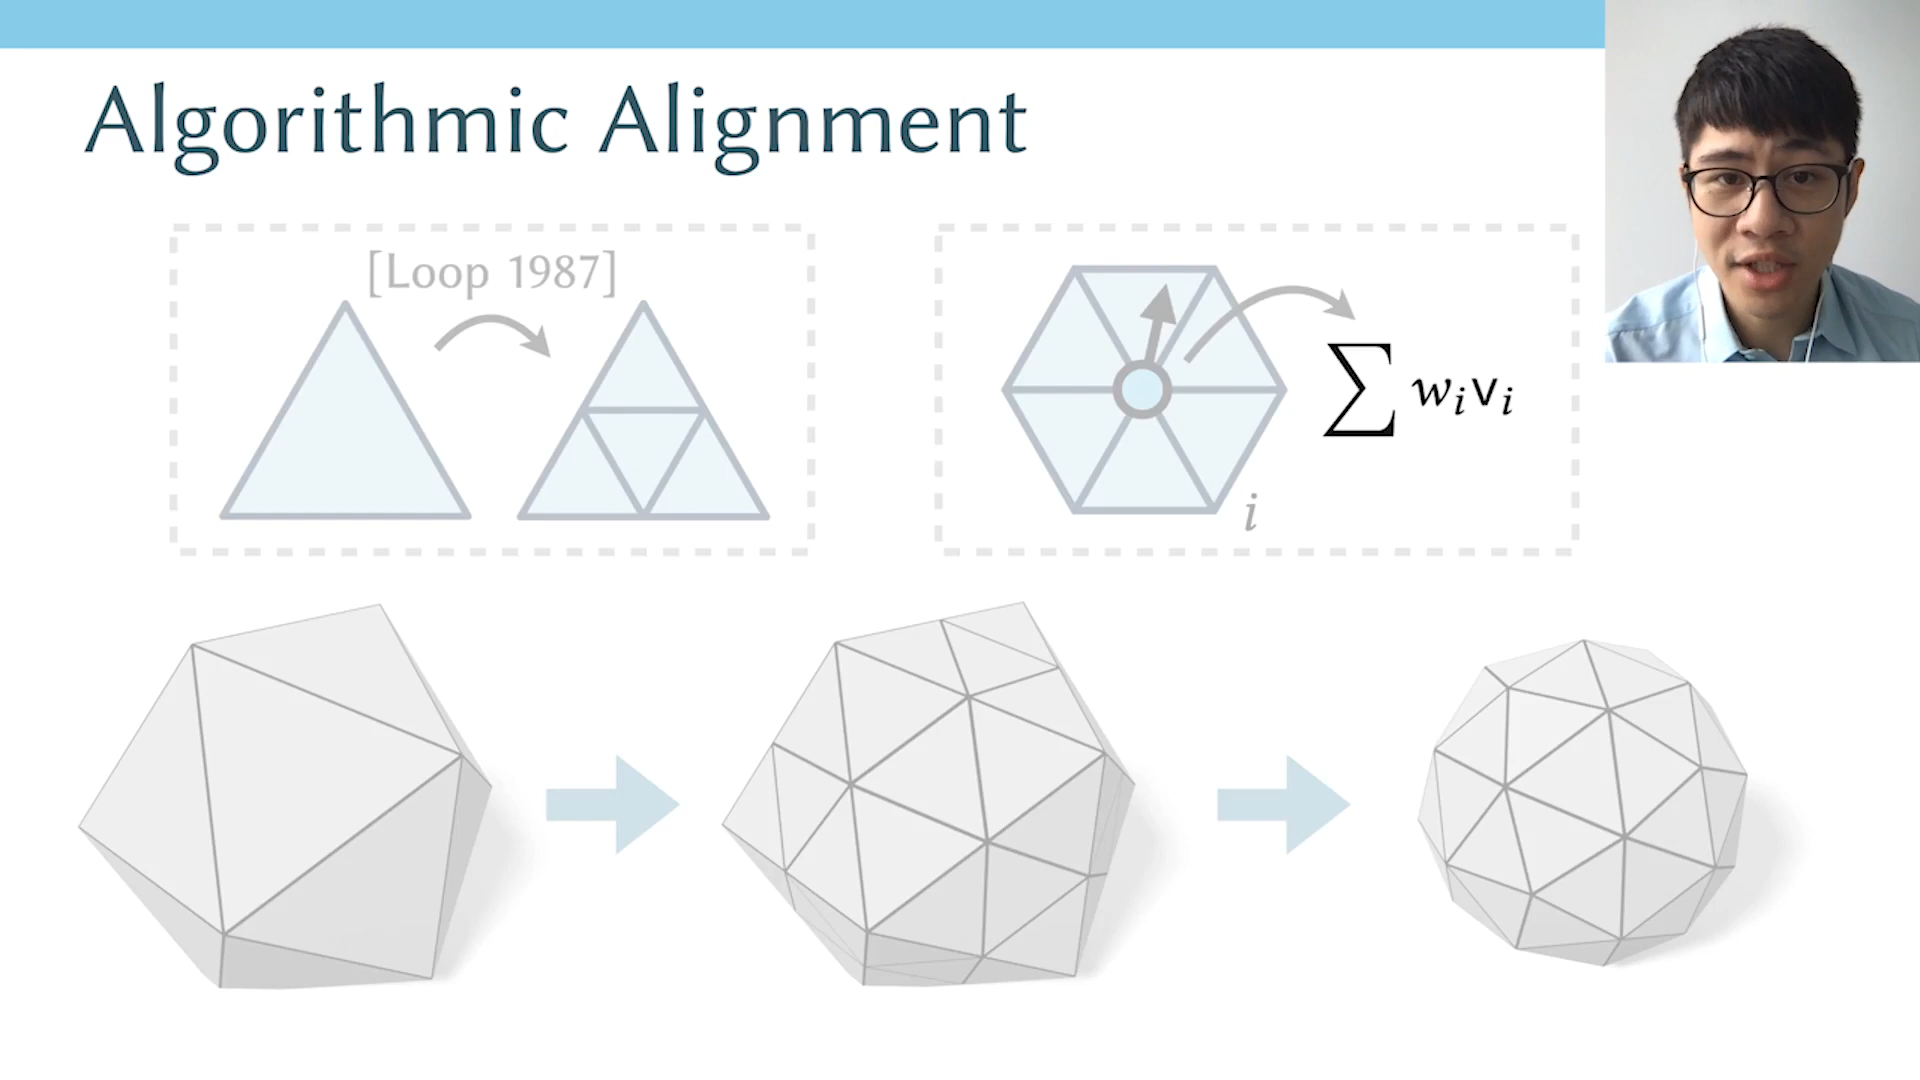 Algorithmic Alignment
[Loop 1987]
∑ wᵢvᵢ
i